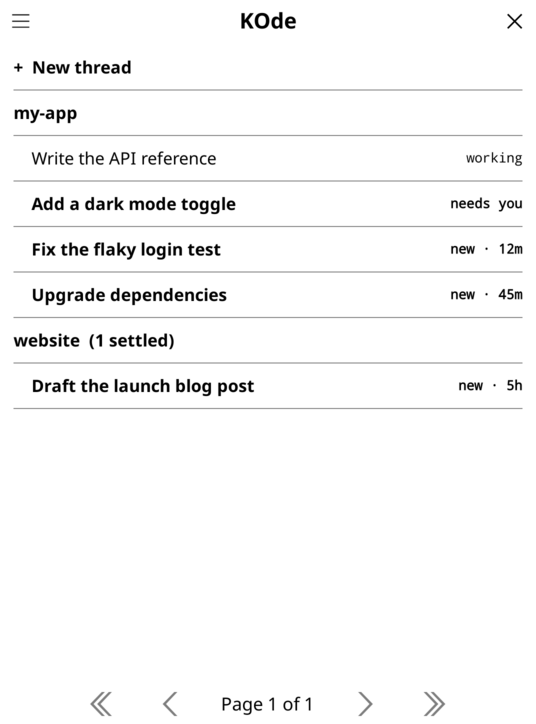 KOde
+ New thread
my-app
Write the API reference working
Add a dark mode toggle needs you
Fix the flaky login test new · 12m
Upgrade dependencies new · 45m
website (1 settled)
Draft the launch blog post new · 5h
Page 1 of 1